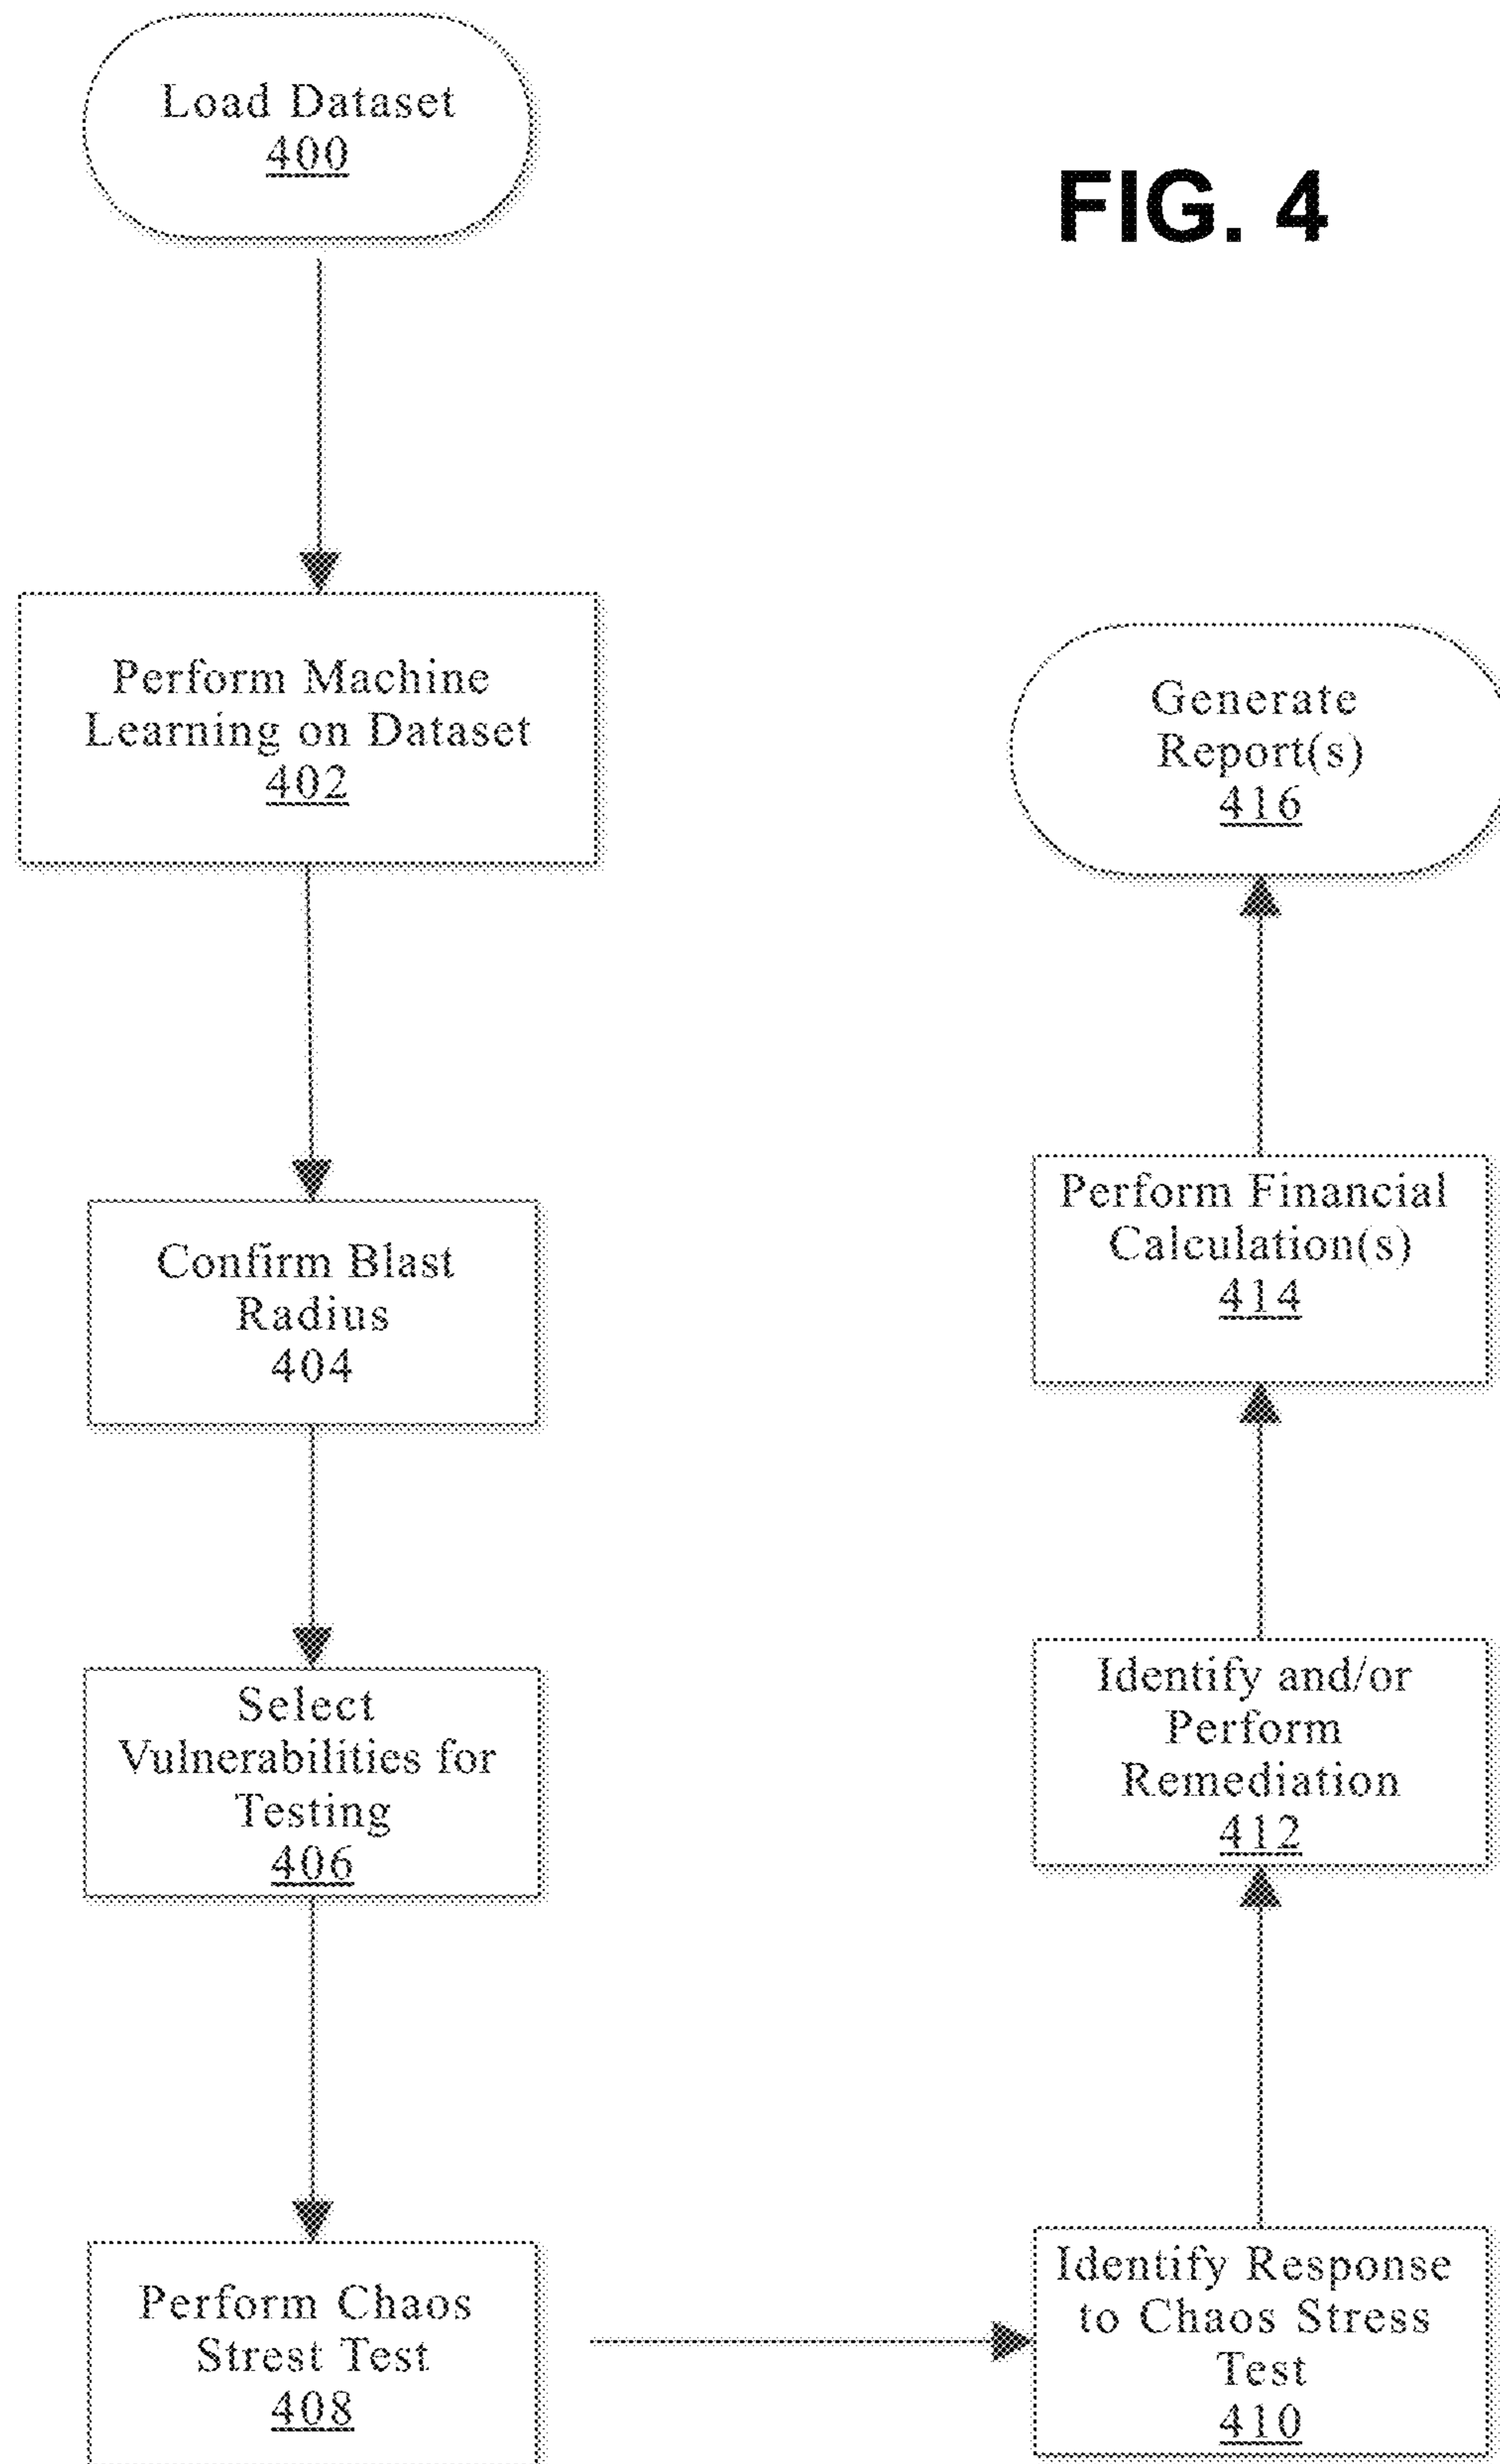 Load Dataset
400
FIG. 4
Perform Machine
Learning on Dataset
402
Confirm Blast
Radius
404
Select
Vulnerabilities for
Testing
406
Perform Chaos
Strest Test
408
Identify Response
to Chaos Stress
Test
410
Identify and/or
Perform
Remediation
412
Perform Financial
Calculation(s)
414
Generate
Report(s)
416